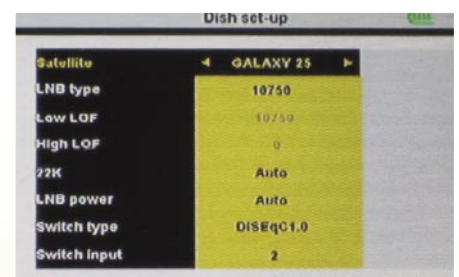 Dish set-up
Satellite GALAXY 25
LNB type 10750
Low LOF 10750
High LOF 0
22K Auto
LNB power Auto
Switch type DISEqC1.0
Switch input 2